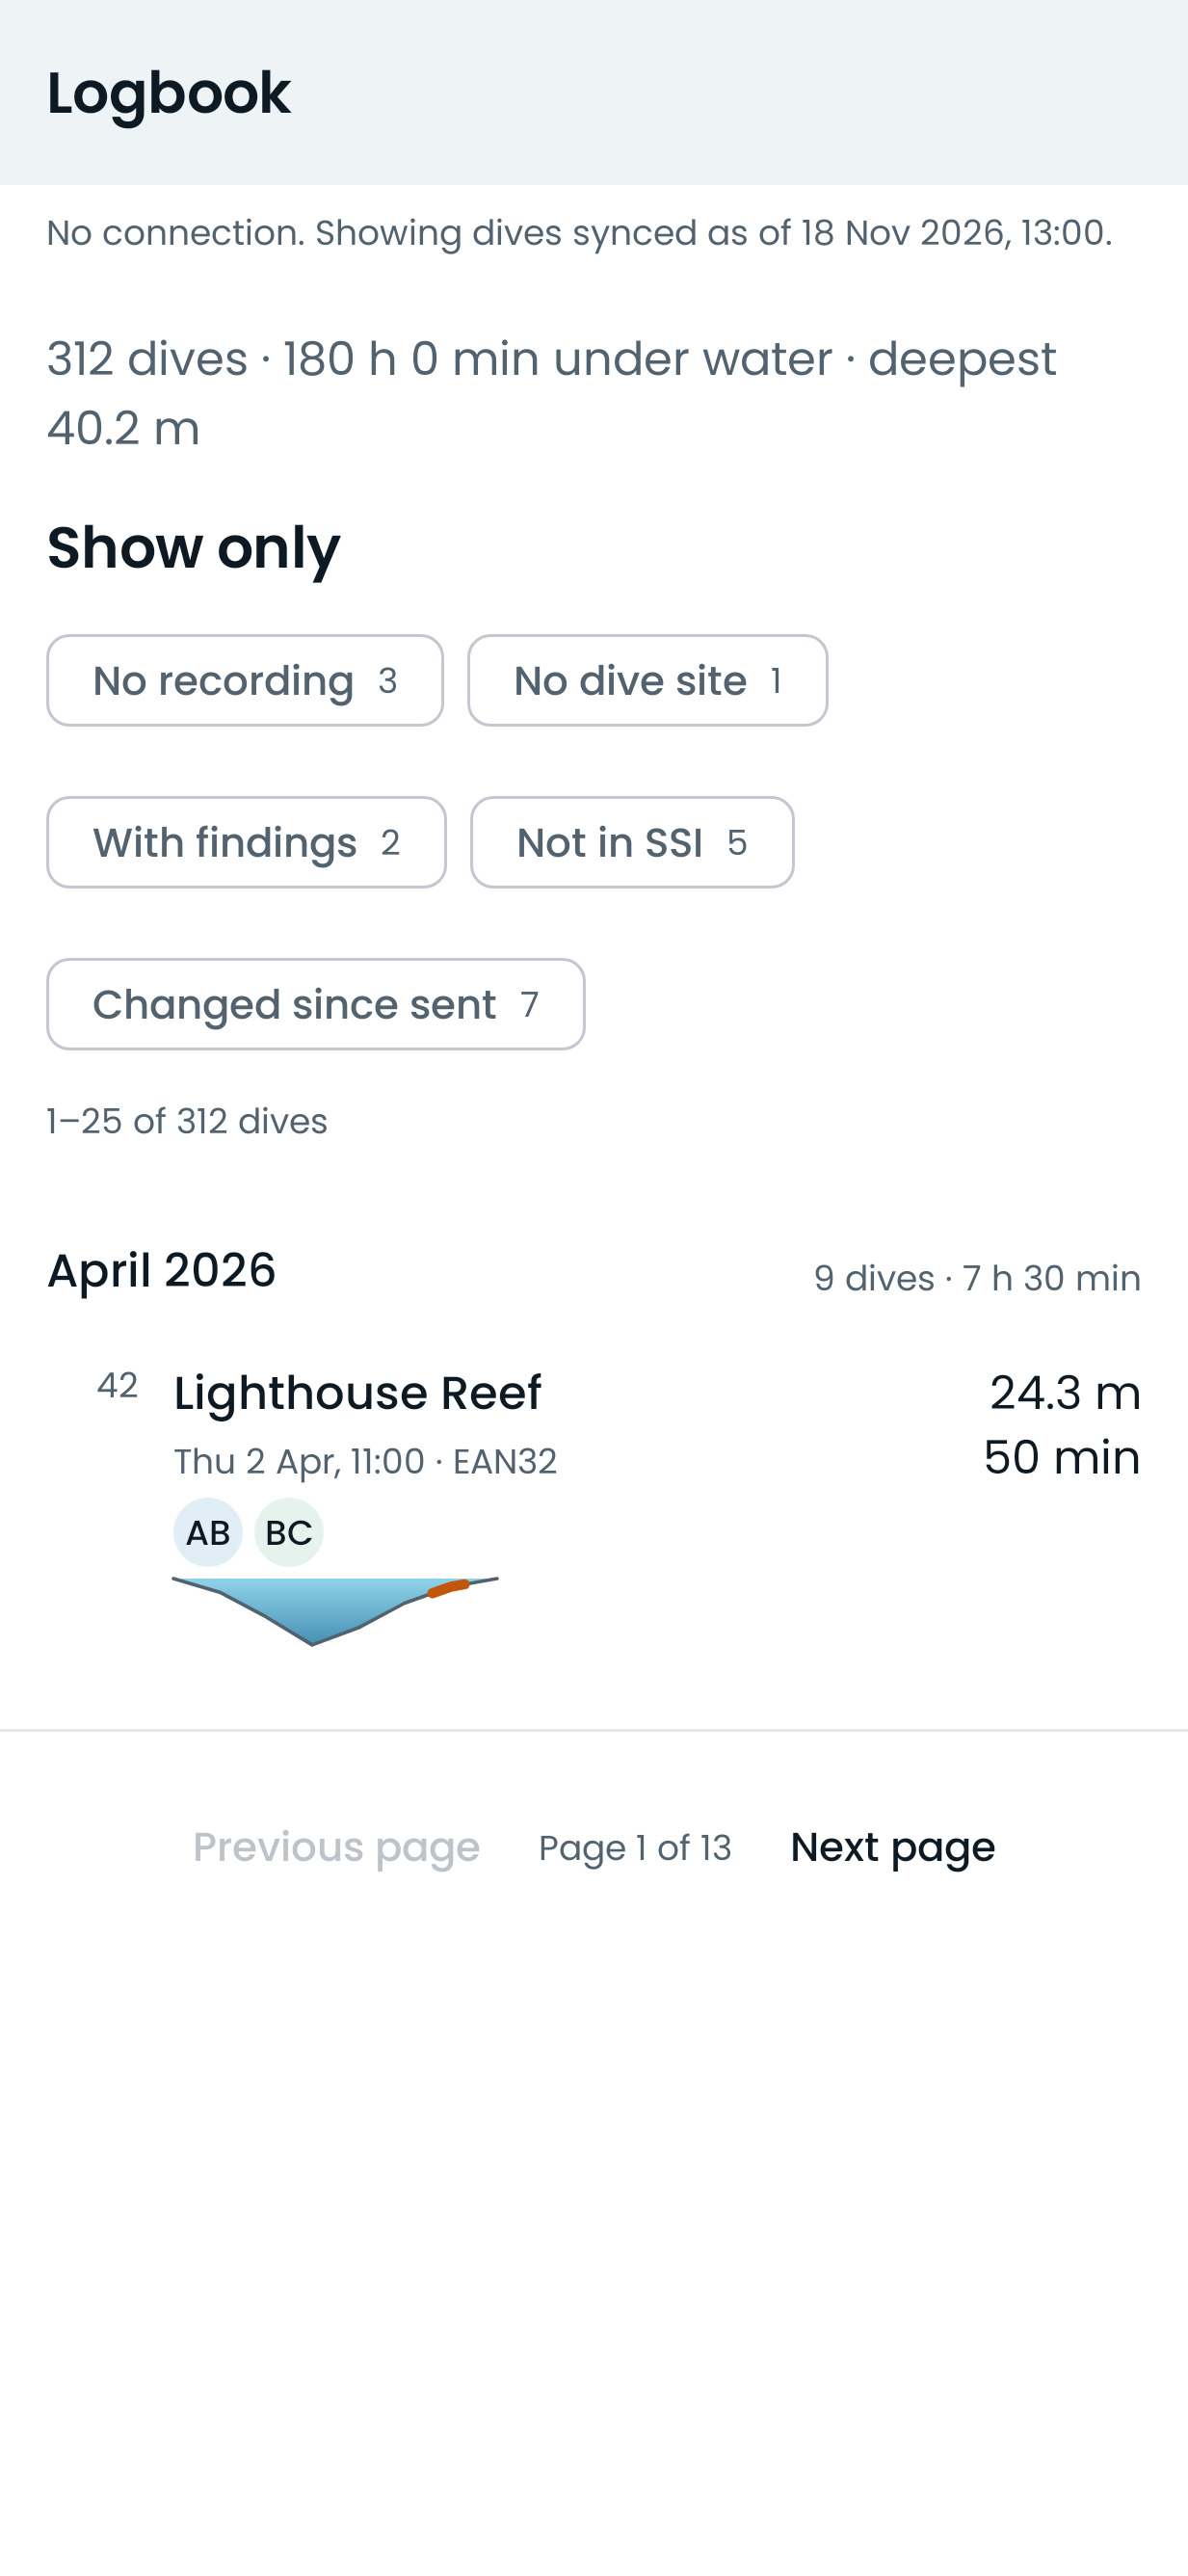 Logbook
No connection. Showing dives synced as of 18 Nov 2026, 13:00.
312 dives · 180 h 0 min under water · deepest
40.2 m
Show only
No recording 3 No dive site 1
With findings 2 Not in SSI 5
Changed since sent 7
1–25 of 312 dives
April 2026 9 dives · 7 h 30 min
42 Lighthouse Reef 24.3 m
Thu 2 Apr, 11:00 · EAN32 50 min
AB BC
Previous page Page 1 of 13 Next page